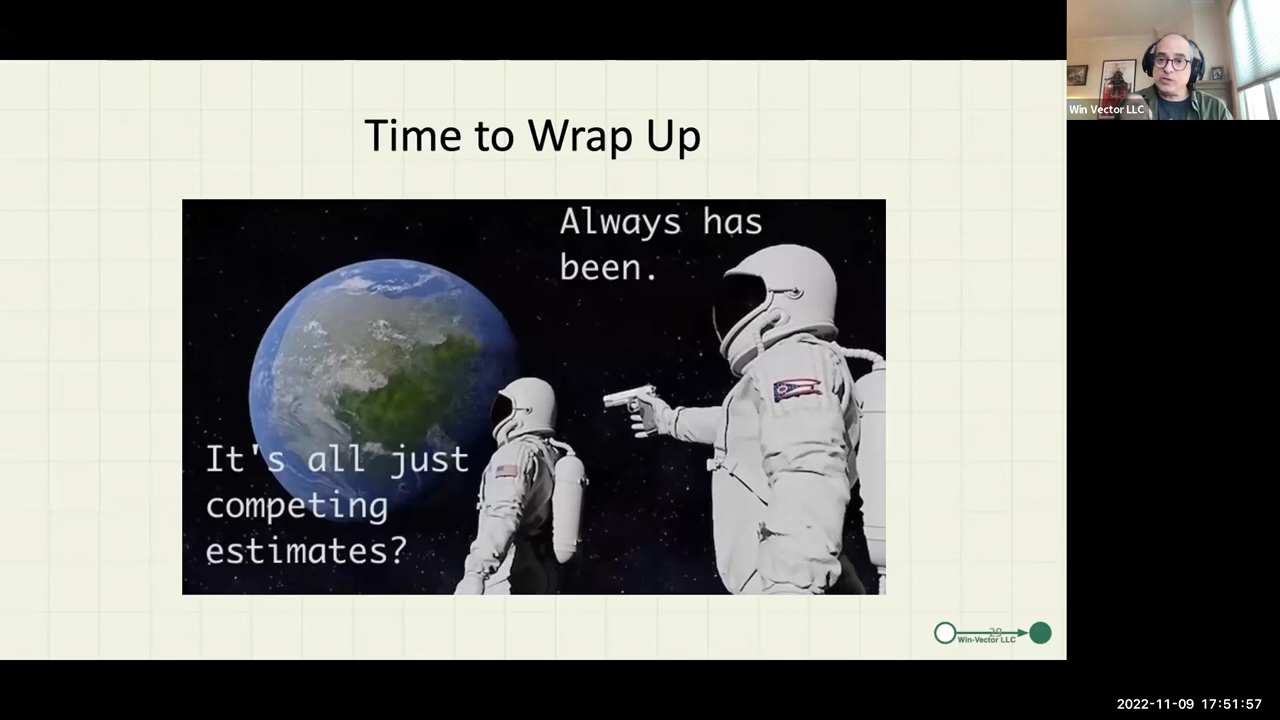 Win Vector LLC
Time to Wrap Up
Always has
been.
It's all just
competing
estimates?
29
Win-Vector LLC
2022-11-09 17:51:57